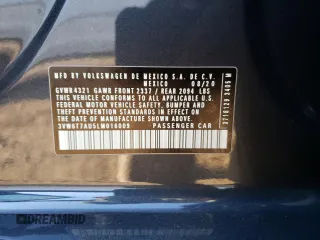 MFD BY VOLKSWAGEN DE MEXICO S.A. DE C.V.
MEXICO 08/20
GVWR4321 GAWR FRONT 2337 / REAR 2094 LBS
THIS VEHICLE CONFORMS TO ALL APPLICABLE
FEDERAL MOTOR VEHICLE SAFETY, BUMPER AND
THEFT PREVENTION STANDARDS IN EFFECT ON
THE DATE OF MANUFACTURE SHOWN ABOVE.
PASSENGER CAR
DREAMBID